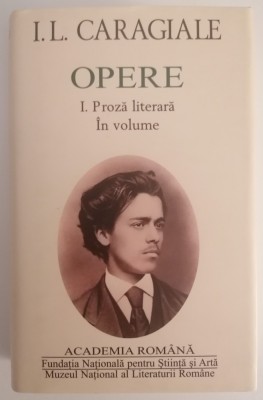 I.L. CARAGIALE
OPERE
I. Proză literară
În volume
ACADEMIA ROMÂNĂ
Fundația Națională pentru Știință și Artă
Muzeul Național al Literaturii Române